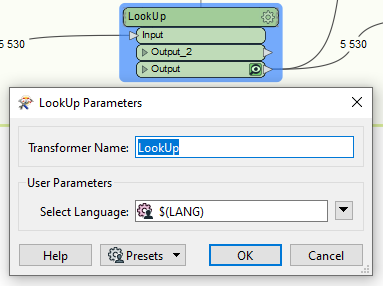 LookUp
Input
5 530
Output_2
5 530
Output
LookUp Parameters
Transformer Name: LookUp
User Parameters
Select Language: $(LANG)
Help Presets OK Cancel